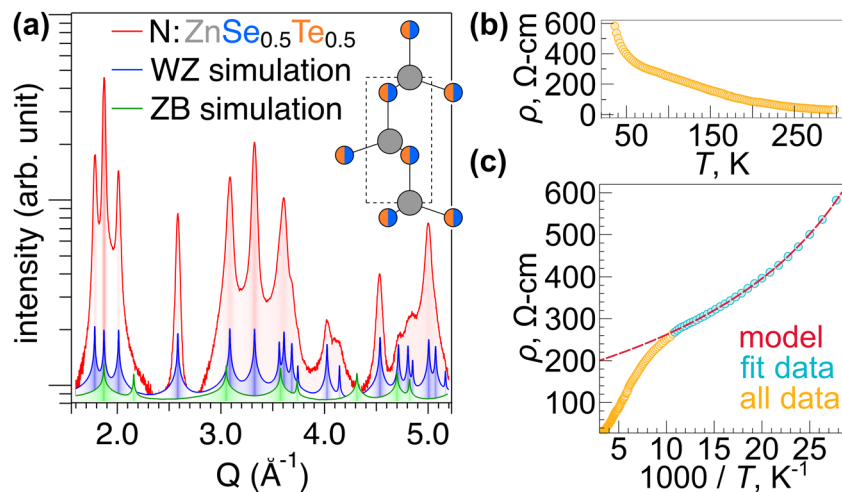 (a)
N: ZnSe0.5Te0.5
WZ simulation
ZB simulation
intensity (arb. unit)
2.0 3.0 4.0 5.0
Q (Å-1)
(b)
600
400
200
0
ρ, Ω-cm
50 150 250
T, K
(c)
600
500
400
300
200
100
ρ, Ω-cm
model
fit data
all data
5 10 15 20 25
1000 / T, K-1